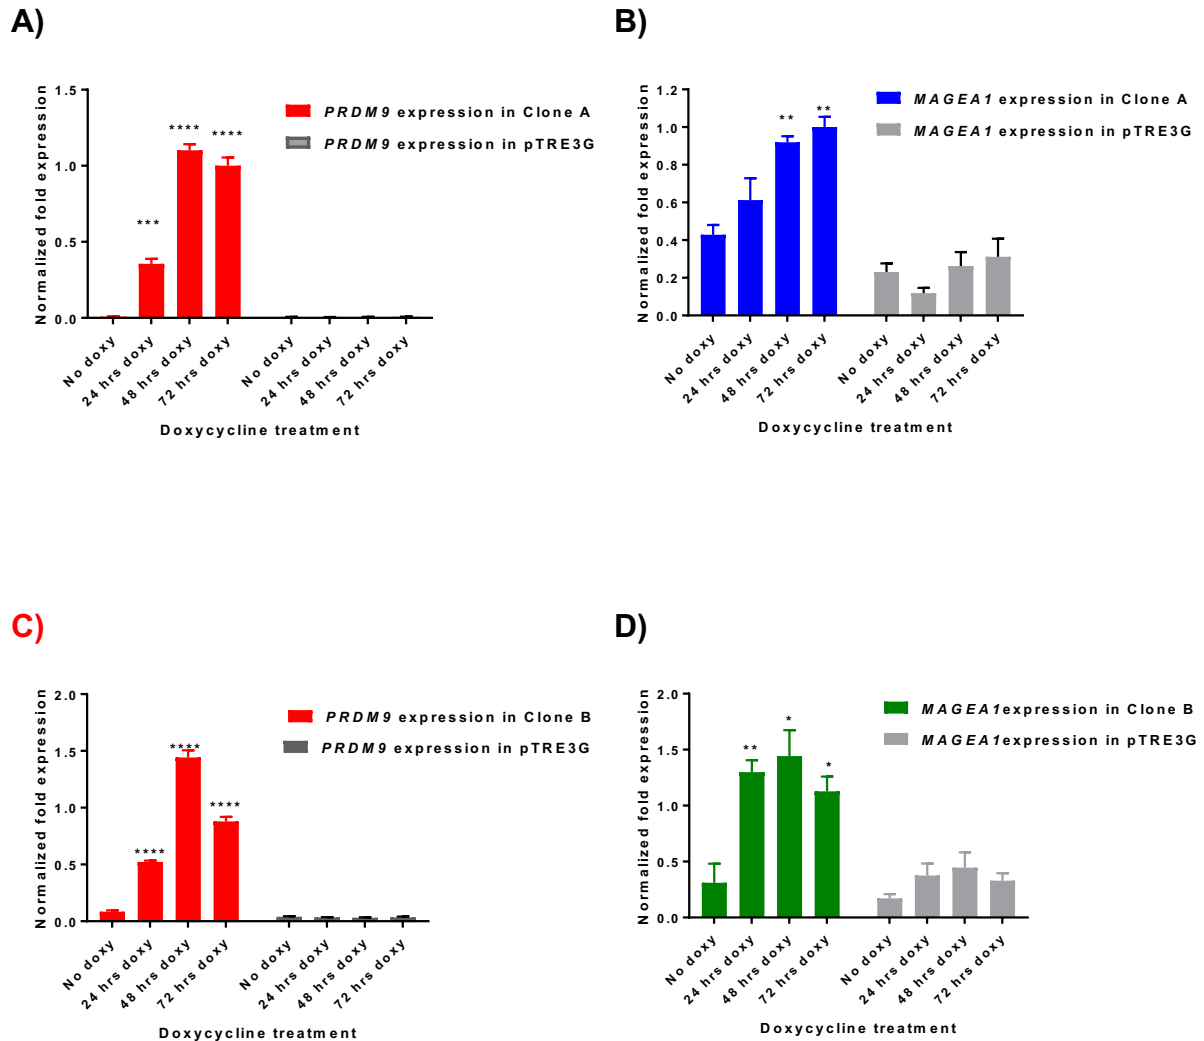 A)
Normalized fold expression
1.5
1.0
0.5
0.0
***
****
****
PRDM9 expression in Clone A
PRDM9 expression in pTRE3G
No doxy
24 hrs doxy
48 hrs doxy
72 hrs doxy
No doxy
24 hrs doxy
48 hrs doxy
72 hrs doxy
Doxycycline treatment
B)
Normalized fold expression
1.2
1.0
0.8
0.6
0.4
0.2
0.0
**
**
MAGEA1 expression in Clone A
MAGEA1 expression in pTRE3G
No doxy
24 hrs doxy
48 hrs doxy
72 hrs doxy
No doxy
24 hrs doxy
48 hrs doxy
72 hrs doxy
Doxycycline treatment
C)
Normalized fold expression
2.0
1.5
1.0
0.5
0.0
****
****
****
PRDM9 expression in Clone B
PRDM9 expression in pTRE3G
No doxy
24 hrs doxy
48 hrs doxy
72 hrs doxy
No doxy
24 hrs doxy
48 hrs doxy
72 hrs doxy
Doxycycline treatment
D)
Normalized fold expression
2.0
1.5
1.0
0.5
0.0
**
*
*
MAGEA1expression in Clone B
MAGEA1expression in pTRE3G
No doxy
24 hrs doxy
48 hrs doxy
72 hrs doxy
No doxy
24 hrs doxy
48 hrs doxy
72 hrs doxy
Doxycycline treatment